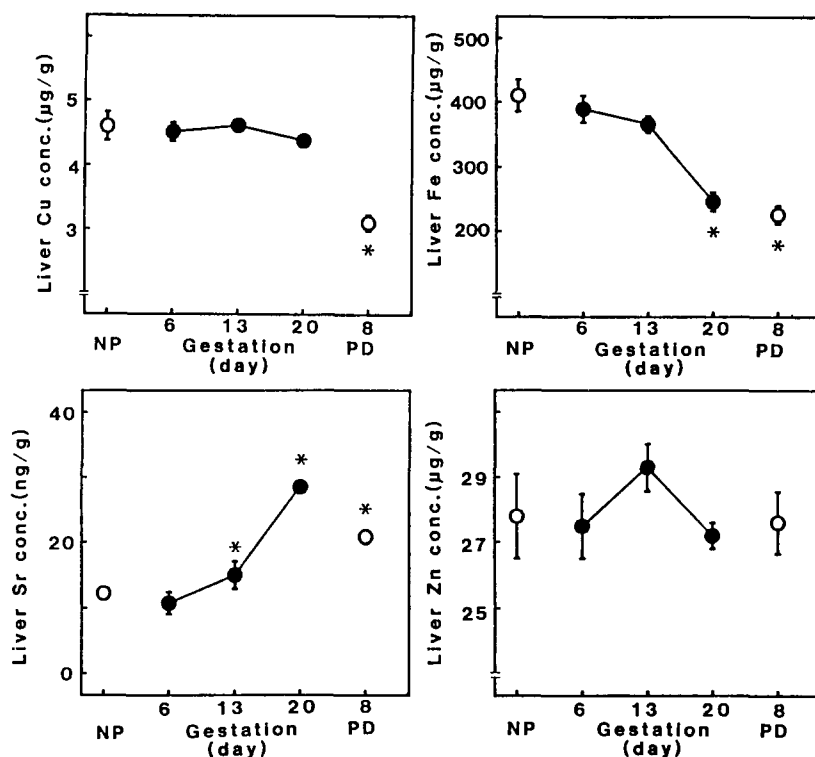 Liver Cu conc.(µg/g)
5
4
3
*
NP 6 13 20 8
Gestation PD
(day)
Liver Fe conc.(µg/g)
500
400
300
200
* *
NP 6 13 20 8
Gestation PD
(day)
Liver Sr conc.(ng/g)
40
20
0
* * *
NP 6 13 20 8
Gestation PD
(day)
Liver Zn conc.(µg/g)
29
27
25
NP 6 13 20 8
Gestation PD
(day)